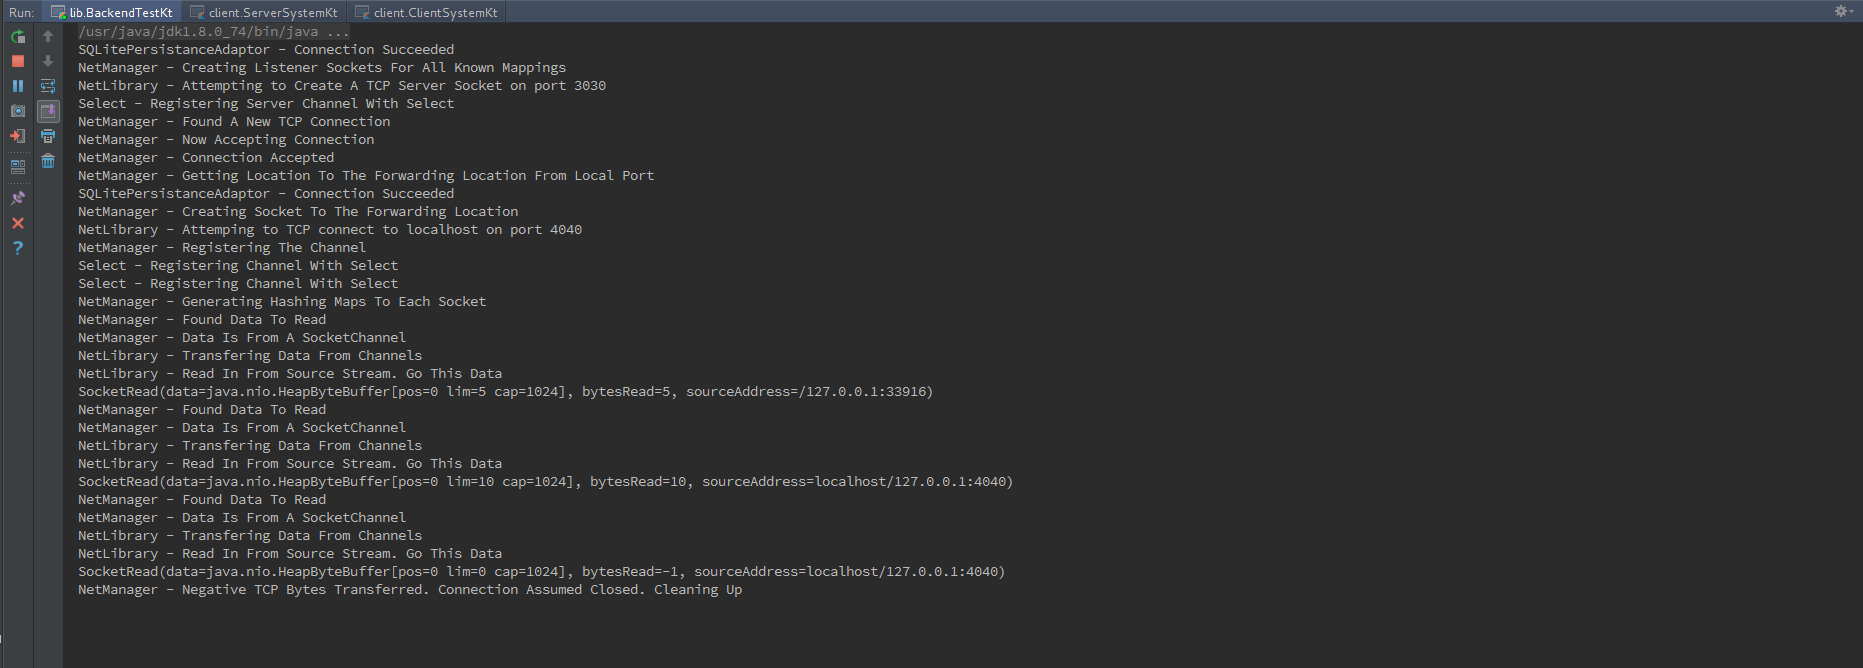 Run: lib.BackendTestKt client.ServerSystemKt client.ClientSystemKt
/usr/java/jdk1.8.0_74/bin/java ...
SQLitePersistanceAdaptor - Connection Succeeded
NetManager - Creating Listener Sockets For All Known Mappings
NetLibrary - Attempting to Create A TCP Server Socket on port 3030
Select - Registering Server Channel With Select
NetManager - Found A New TCP Connection
NetManager - Now Accepting Connection
NetManager - Connection Accepted
NetManager - Getting Location To The Forwarding Location From Local Port
SQLitePersistanceAdaptor - Connection Succeeded
NetManager - Creating Socket To The Forwarding Location
NetLibrary - Attemping to TCP connect to localhost on port 4040
NetManager - Registering The Channel
Select - Registering Channel With Select
Select - Registering Channel With Select
NetManager - Generating Hashing Maps To Each Socket
NetManager - Found Data To Read
NetManager - Data Is From A SocketChannel
NetLibrary - Transfering Data From Channels
NetLibrary - Read In From Source Stream. Go This Data
SocketRead(data=java.nio.HeapByteBuffer[pos=0 lim=5 cap=1024], bytesRead=5, sourceAddress=/127.0.0.1:33916)
NetManager - Found Data To Read
NetManager - Data Is From A SocketChannel
NetLibrary - Transfering Data From Channels
NetLibrary - Read In From Source Stream. Go This Data
SocketRead(data=java.nio.HeapByteBuffer[pos=0 lim=10 cap=1024], bytesRead=10, sourceAddress=localhost/127.0.0.1:4040)
NetManager - Found Data To Read
NetManager - Data Is From A SocketChannel
NetLibrary - Transfering Data From Channels
NetLibrary - Read In From Source Stream. Go This Data
SocketRead(data=java.nio.HeapByteBuffer[pos=0 lim=0 cap=1024], bytesRead=-1, sourceAddress=localhost/127.0.0.1:4040)
NetManager - Negative TCP Bytes Transferred. Connection Assumed Closed. Cleaning Up